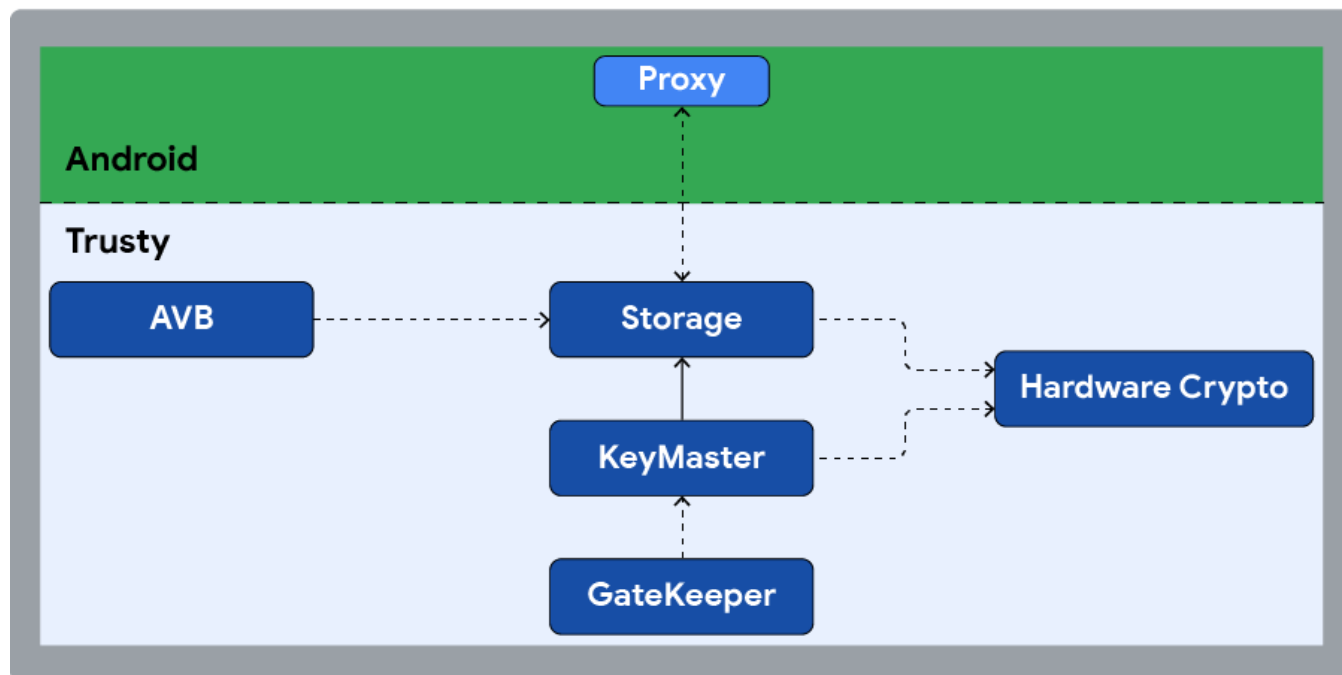 Proxy
Android
Trusty
AVB
Storage
Hardware Crypto
KeyMaster
GateKeeper